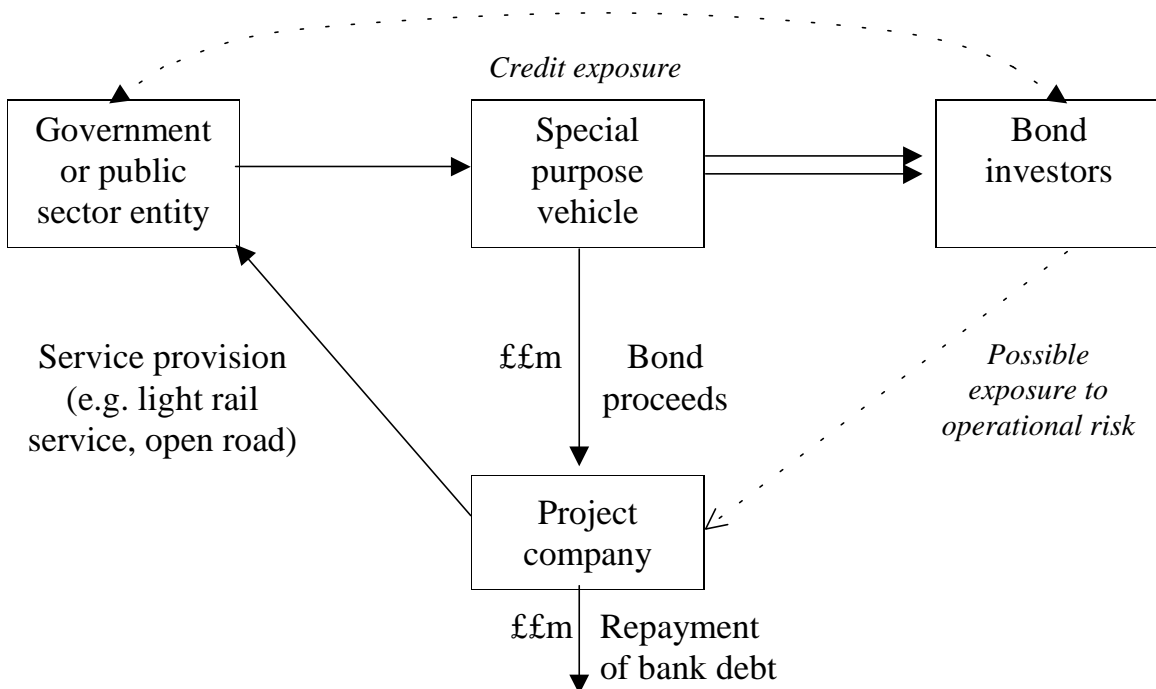 Credit exposure
Government
or public
sector entity
Special
purpose
vehicle
Bond
investors
Service provision
(e.g. light rail
service, open road)
££m
Bond
proceeds
Possible
exposure to
operational risk
Project
company
££m
Repayment
of bank debt